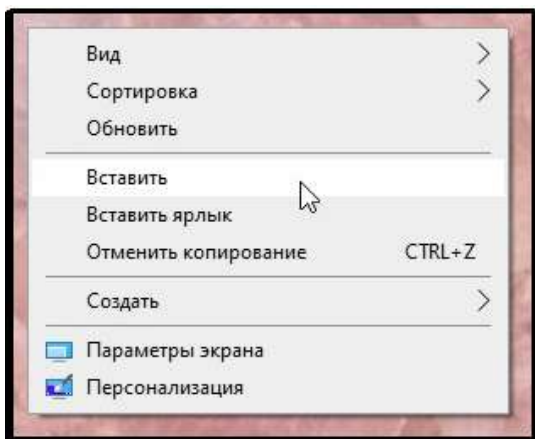 Вид
Сортировка
Обновить
Вставить
Вставить ярлык
Отменить копирование CTRL+Z
Создать
Параметры экрана
Персонализация